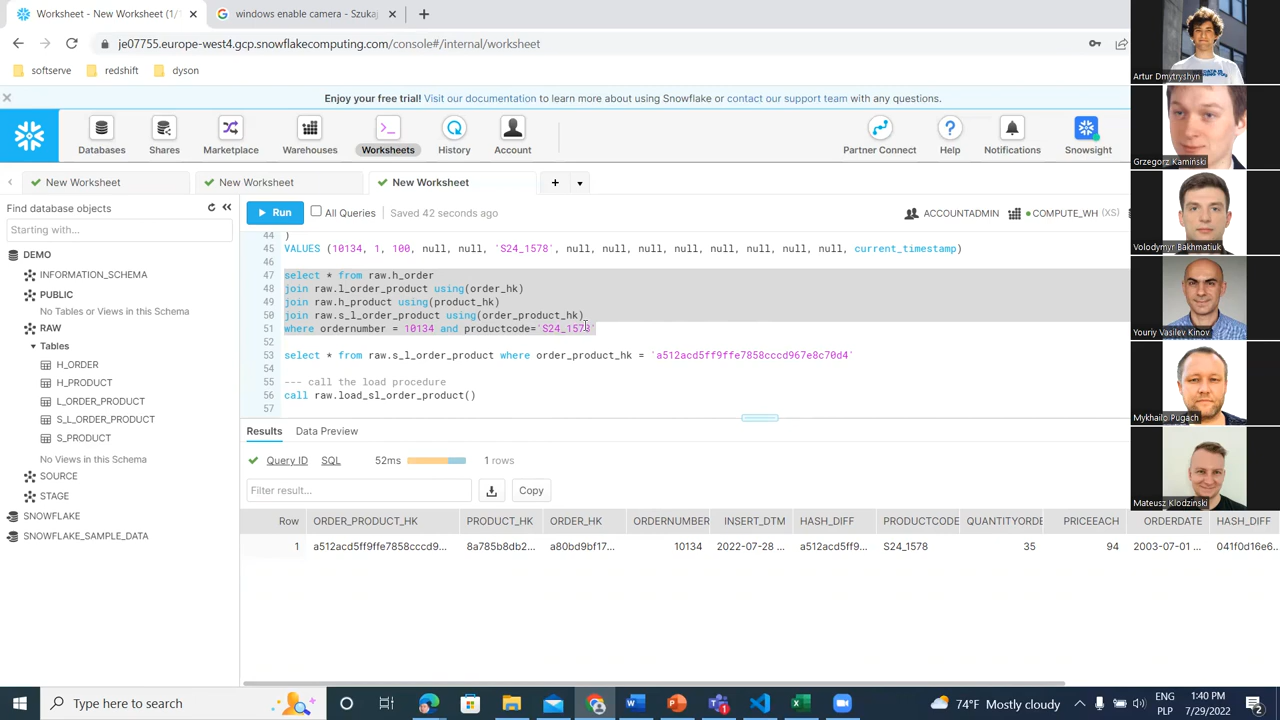 Worksheet - New Worksheet (1/
windows enable camera - Szuka
je07755.europe-west4.gcp.snowflakecomputing.com/console#/internal/worksheet
softserve redshift dyson
Enjoy your free trial! Visit our documentation to learn more about using Snowflake or contact our support team with any questions.
Databases Shares Marketplace Warehouses Worksheets History Account Partner Connect Help Notifications Snowsight
New Worksheet New Worksheet New Worksheet
Find database objects
Starting with...
Run All Queries Saved 42 seconds ago ACCOUNTADMIN COMPUTE_WH (XS)
DEMO
INFORMATION_SCHEMA
PUBLIC
No Tables or Views in this Schema
RAW
Tables
H_ORDER
H_PRODUCT
L_ORDER_PRODUCT
S_L_ORDER_PRODUCT
S_PRODUCT
No Views in this Schema
SOURCE
STAGE
SNOWFLAKE
SNOWFLAKE_SAMPLE_DATA
44 )
45 VALUES (10134, 1, 100, null, null, 'S24_1578', null, null, null, null, null, null, null, null, current_timestamp)
46
47 select * from raw.h_order
48 join raw.l_order_product using(order_hk)
49 join raw.h_product using(product_hk)
50 join raw.s_l_order_product using(order_product_hk)
51 where ordernumber = 10134 and productcode='S24_1578'
52
53 select * from raw.s_l_order_product where order_product_hk = 'a512acd5ff9ffe7858cccd967e8c70d4'
54
55 --- call the load procedure
56 call raw.load_sl_order_product()
57
Results Data Preview
Query ID SQL 52ms 1 rows
Filter result... Copy
Row ORDER_PRODUCT_HK PRODUCT_HK ORDER_HK ORDERNUMBER INSERT_DTM HASH_DIFF PRODUCTCODE QUANTITYORDE PRICEEACH ORDERDATE HASH_DIFF
1 a512acd5ff9ffe7858cccd9... 8a785b8db2... a80bd9bf17... 10134 2022-07-28 ... a512acd5ff9... S24_1578 35 94 2003-07-01 ... 041f0d16e6...
Artur Dmytryshyn
Grzegorz Kamiński
Volodymyr Bakhmatiuk
Youriy Vasilev Kinov
Mykhailo Pugach
Mateusz Klodzinski
Type here to search
74°F Mostly cloudy
ENG
PLP
1:40 PM
7/29/2022
2